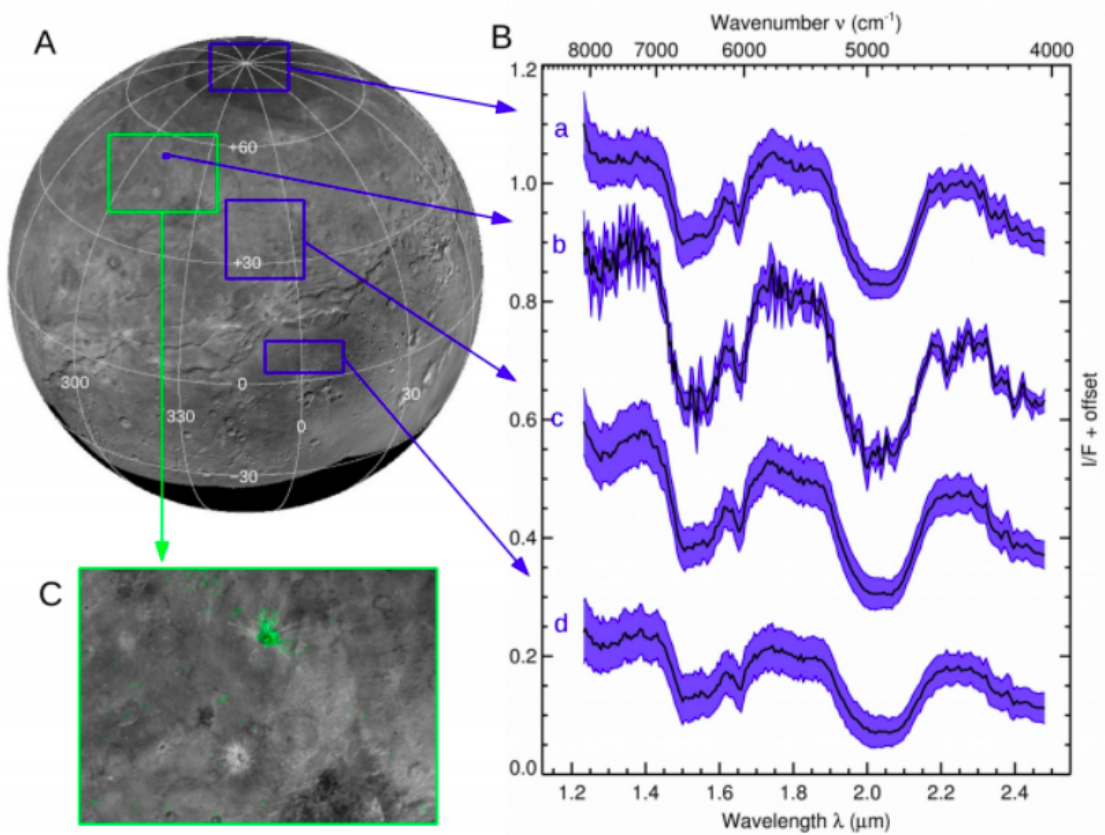 A
+60
+30
300
0
30
330
0
−30
C
B
Wavenumber ν (cm⁻¹)
8000 7000 6000 5000 4000
1.2
a
1.0
b
0.8
0.6
c
0.4
d
0.2
0.0
I/F + offset
1.2 1.4 1.6 1.8 2.0 2.2 2.4
Wavelength λ (μm)